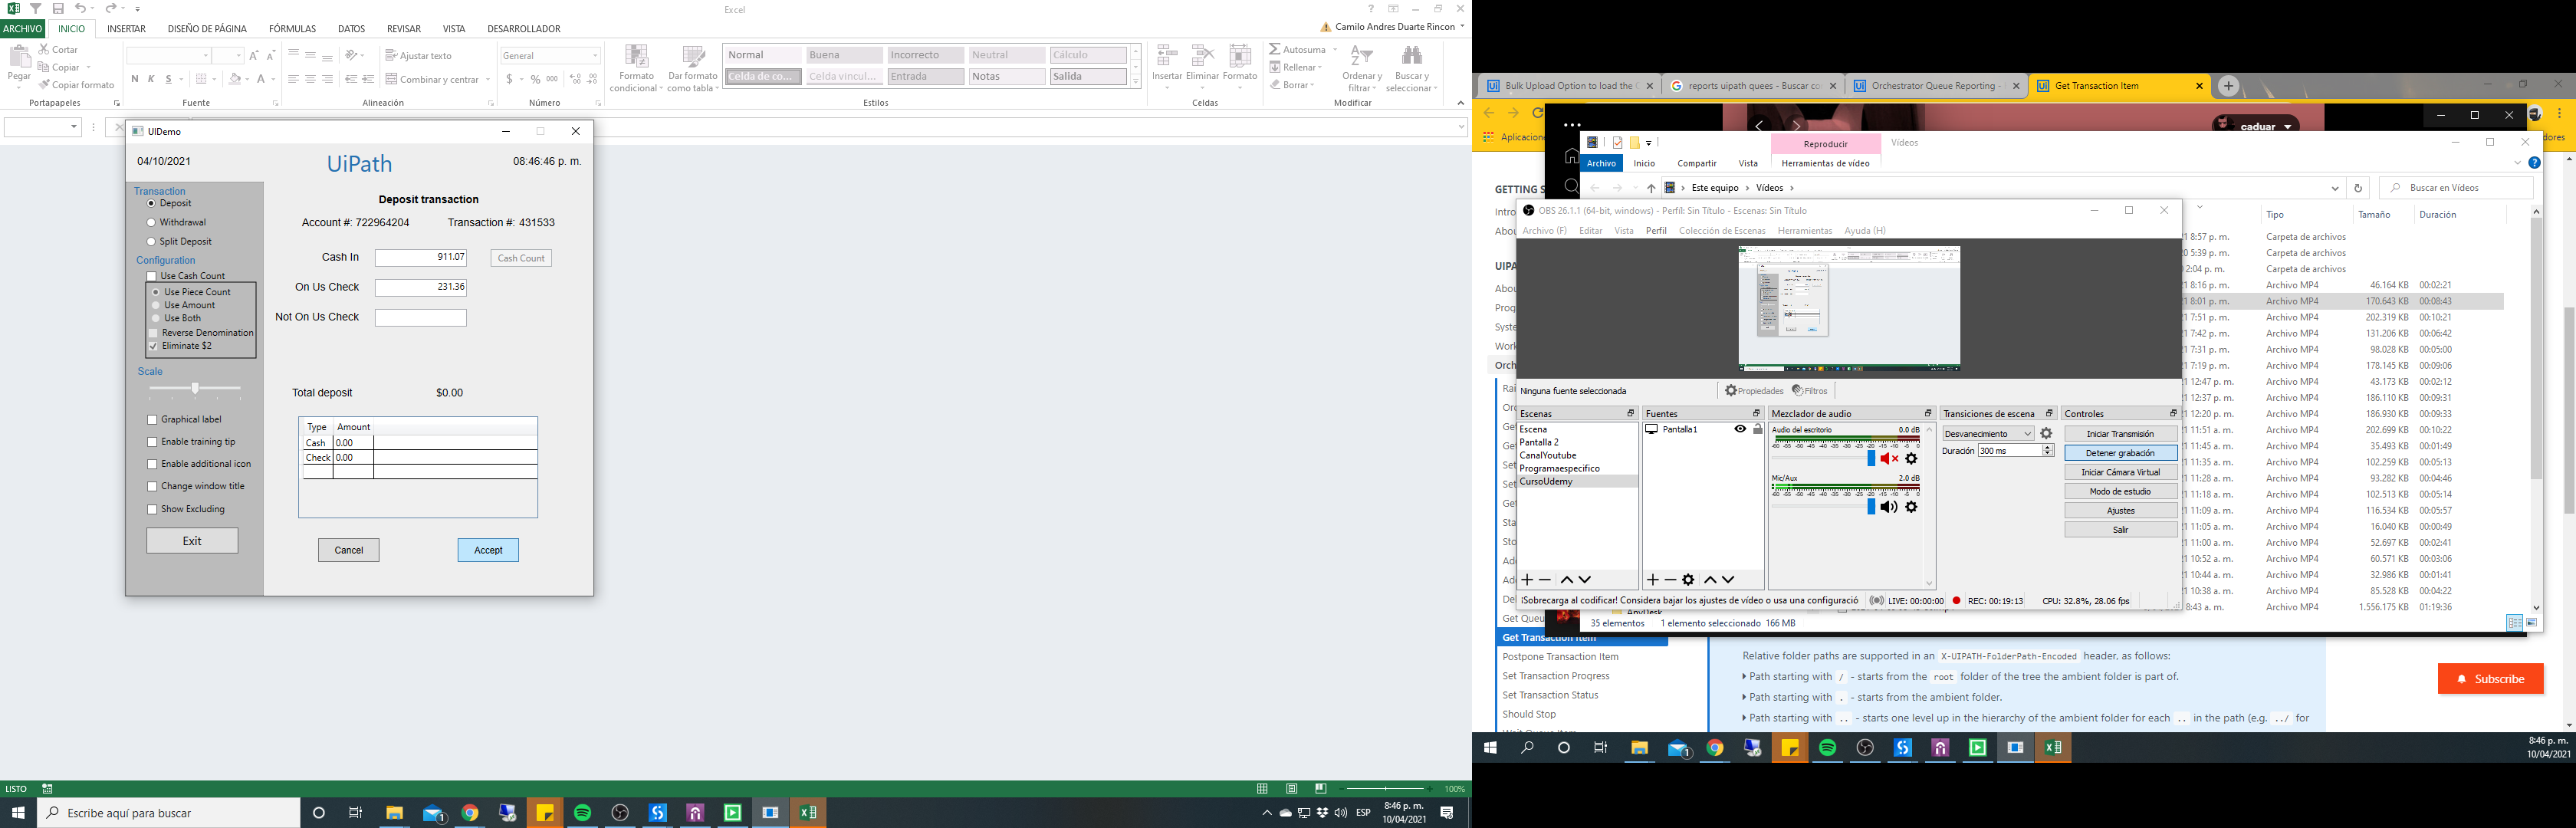 Excel
Camilo Andres Duarte Rincon
ARCHIVO INICIO INSERTAR DISEÑO DE PÁGINA FÓRMULAS DATOS REVISAR VISTA DESARROLLADOR
Pegar
Cortar
Copiar
Copiar formato
Portapapeles
N K S
Fuente
Ajustar texto
Combinar y centrar
Alineación
General
$ % 000
Número
Formato condicional
Dar formato como tabla
Normal Buena Incorrecto Neutral Cálculo
Celda de co... Celda vincul... Entrada Notas Salida
Estilos
Insertar Eliminar Formato
Celdas
Autosuma
Rellenar
Borrar
Ordenar y filtrar
Buscar y seleccionar
Modificar
UIDemo
04/10/2021
UiPath
08:46:46 p. m.
Transaction
Deposit
Withdrawal
Split Deposit
Configuration
Use Cash Count
Use Piece Count
Use Amount
Use Both
Reverse Denomination
Eliminate $2
Scale
Graphical label
Enable training tip
Enable additional icon
Change window title
Show Excluding
Exit
Deposit transaction
Account #: 722964204 Transaction #: 431533
Cash In 911.07 Cash Count
On Us Check 231.36
Not On Us Check
Total deposit $0.00
Type Amount
Cash 0.00
Check 0.00
Cancel Accept
LISTO
100%
Escribe aquí para buscar
ESP
8:46 p. m.
10/04/2021
Bulk Upload Option to load the
reports uipath quees - Buscar co
Orchestrator Queue Reporting -
Get Transaction Item
Aplicacione
caduar
dores
Reproducir
Vídeos
Archivo Inicio Compartir Vista Herramientas de vídeo
Este equipo > Vídeos
Buscar en Vídeos
Tipo Tamaño Duración
8:57 p. m. Carpeta de archivos
5:39 p. m. Carpeta de archivos
2:04 p. m. Carpeta de archivos
8:16 p. m. Archivo MP4 46.164 KB 00:02:21
8:01 p. m. Archivo MP4 170.643 KB 00:08:43
7:51 p. m. Archivo MP4 202.319 KB 00:10:21
7:42 p. m. Archivo MP4 131.206 KB 00:06:42
7:31 p. m. Archivo MP4 98.028 KB 00:05:00
7:19 p. m. Archivo MP4 178.145 KB 00:09:06
12:47 p. m. Archivo MP4 43.173 KB 00:02:12
12:37 p. m. Archivo MP4 186.110 KB 00:09:31
12:20 p. m. Archivo MP4 186.930 KB 00:09:33
11:51 a. m. Archivo MP4 202.699 KB 00:10:22
11:45 a. m. Archivo MP4 35.493 KB 00:01:49
11:35 a. m. Archivo MP4 102.259 KB 00:05:13
11:28 a. m. Archivo MP4 93.282 KB 00:04:46
11:18 a. m. Archivo MP4 102.513 KB 00:05:14
11:09 a. m. Archivo MP4 116.534 KB 00:05:57
11:05 a. m. Archivo MP4 16.040 KB 00:00:49
11:00 a. m. Archivo MP4 52.697 KB 00:02:41
10:52 a. m. Archivo MP4 60.571 KB 00:03:06
10:44 a. m. Archivo MP4 32.986 KB 00:01:41
10:38 a. m. Archivo MP4 85.528 KB 00:04:22
8:43 a. m. Archivo MP4 1.556.175 KB 01:19:36
35 elementos 1 elemento seleccionado 166 MB
OBS 26.1.1 (64-bit, windows) - Perfil: Sin Título - Escenas: Sin Título
Archivo (F) Editar Vista Perfil Colección de Escenas Herramientas Ayuda (H)
Ninguna fuente seleccionada
Propiedades Filtros
Escenas
Escena
Pantalla 2
CanalYoutube
Programaespecifico
CursoUdemy
Fuentes
Pantalla1
Mezclador de audio
Audio del escritorio 0.0 dB
Mic/Aux 2.0 dB
Transiciones de escena
Desvanecimiento
Duración 300 ms
Controles
Iniciar Transmisión
Detener grabación
Iniciar Cámara Virtual
Modo de estudio
Ajustes
Salir
¡Sobrecarga al codificar! Considera bajar los ajustes de vídeo o usa una configuració
LIVE: 00:00:00 REC: 00:19:13 CPU: 32.8%, 28.06 fps
GETTING S
Get Queu
Get Transaction Item
Postpone Transaction Item
Set Transaction Progress
Set Transaction Status
Should Stop
Relative folder paths are supported in an X-UIPATH-FolderPath-Encoded header, as follows:
Path starting with / - starts from the root folder of the tree the ambient folder is part of.
Path starting with . - starts from the ambient folder.
Path starting with .. - starts one level up in the hierarchy of the ambient folder for each .. in the path (e.g. ../ for
Subscribe
8:46 p. m.
10/04/2021